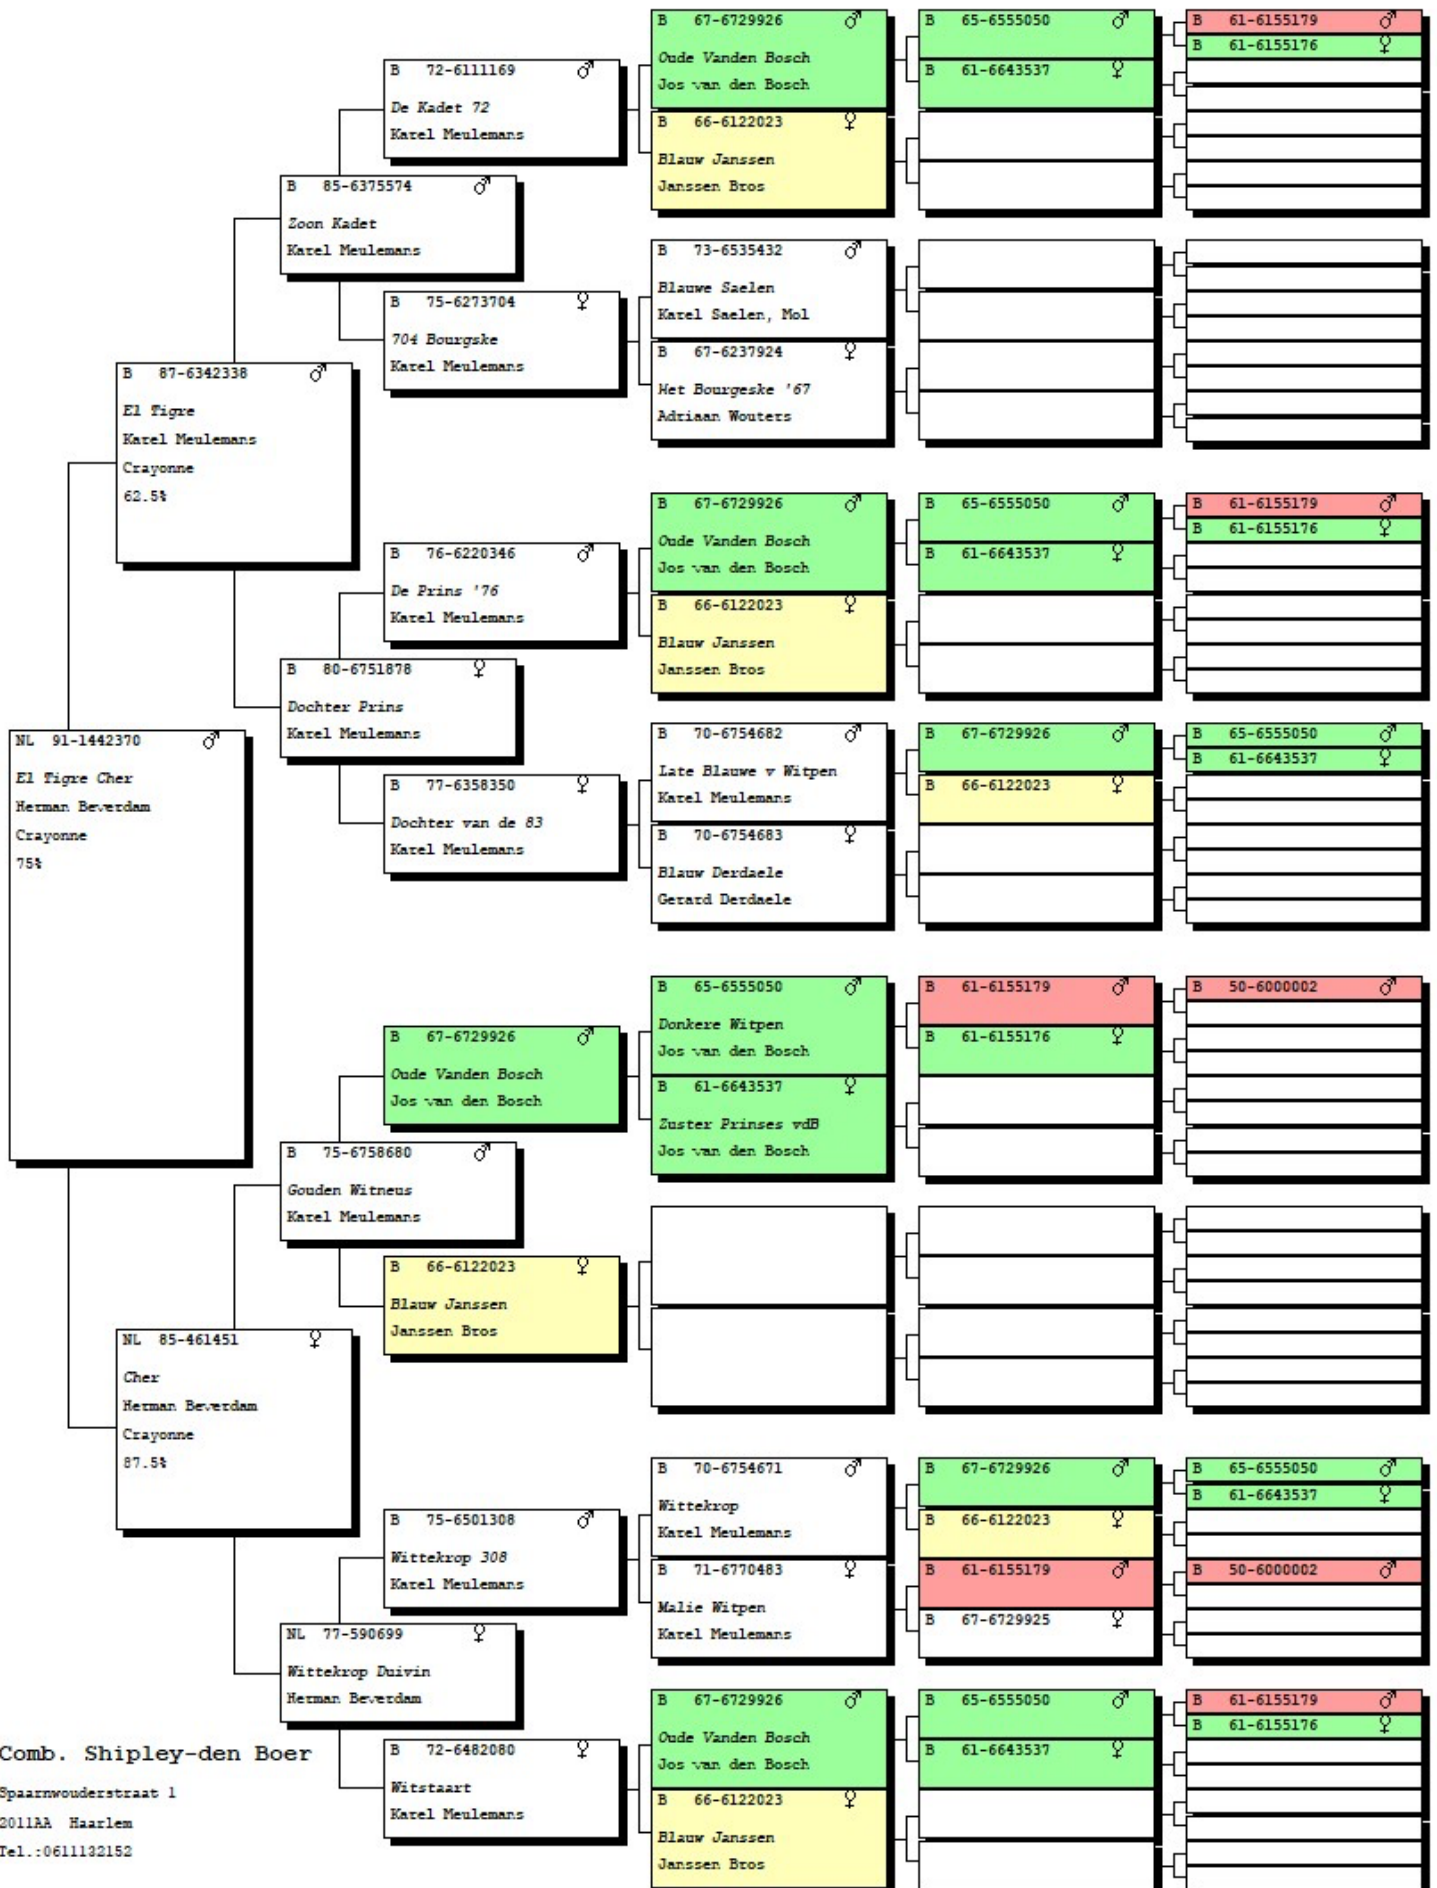 NL 91-1442370 ♂
El Tigre Cher
Herman Beverdam
Crayonne
75%
B 87-6342338 ♂
El Tigre
Karel Meulemans
Crayonne
62.5%
NL 85-461451 ♀
Cher
Herman Beverdam
Crayonne
87.5%
B 85-6375574 ♂
Zoon Kadet
Karel Meulemans
B 80-6751878 ♀
Dochter Prins
Karel Meulemans
B 75-6758680 ♂
Gouden Witneus
Karel Meulemans
NL 77-590699 ♀
Wittekrop Duivin
Herman Beverdam
B 72-6111169 ♂
De Kadet 72
Karel Meulemans
B 75-6273704 ♀
704 Bourgske
Karel Meulemans
B 76-6220346 ♂
De Prins '76
Karel Meulemans
B 77-6358350 ♀
Dochter van de 83
Karel Meulemans
B 67-6729926 ♂
Oude Vanden Bosch
Jos van den Bosch
B 66-6122023 ♀
Blauw Janssen
Janssen Bros
B 75-6501308 ♂
Wittekrop 308
Karel Meulemans
B 72-6482080 ♀
Witstaart
Karel Meulemans
B 67-6729926 ♂
Oude Vanden Bosch
Jos van den Bosch
B 66-6122023 ♀
Blauw Janssen
Janssen Bros
B 73-6535432 ♂
Blauwe Saelen
Karel Saelen, Mol
B 67-6237924 ♀
Het Bourgeske '67
Adriaan Wouters
B 67-6729926 ♂
Oude Vanden Bosch
Jos van den Bosch
B 66-6122023 ♀
Blauw Janssen
Janssen Bros
B 70-6754682 ♂
Late Blauwe v Witpen
Karel Meulemans
B 70-6754683 ♀
Blauw Derdaele
Gerard Derdaele
B 65-6555050 ♂
Donkere Witpen
Jos van den Bosch
B 61-6643537 ♀
Zuster Prinses vdB
Jos van den Bosch
B 70-6754671 ♂
Wittekrop
Karel Meulemans
B 71-6770483 ♀
Malie Witpen
Karel Meulemans
B 67-6729926 ♂
Oude Vanden Bosch
Jos van den Bosch
B 66-6122023 ♀
Blauw Janssen
Janssen Bros
B 65-6555050 ♂
B 61-6643537 ♀
B 65-6555050 ♂
B 61-6643537 ♀
B 67-6729926 ♂
B 66-6122023 ♀
B 61-6155179 ♂
B 61-6155176 ♀
B 67-6729926 ♂
B 66-6122023 ♀
B 61-6155179 ♂
B 67-6729925 ♀
B 65-6555050 ♂
B 61-6643537 ♀
B 61-6155179 ♂
B 61-6155176 ♀
B 61-6155179 ♂
B 61-6155176 ♀
B 65-6555050 ♂
B 61-6643537 ♀
B 50-6000002 ♂
B 65-6555050 ♂
B 61-6643537 ♀
B 50-6000002 ♂
B 61-6155179 ♂
B 61-6155176 ♀
Comb. Shipley-den Boer
Spaarnwouderstraat 1
2011AA Haarlem
Tel.:0611132152